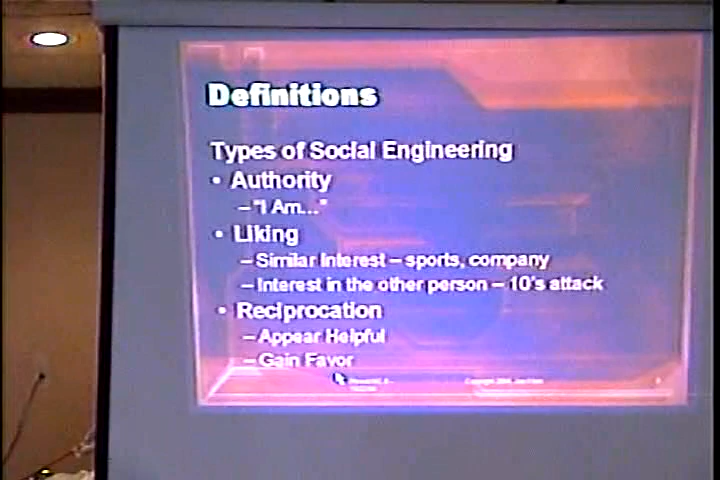 Definitions
Types of Social Engineering
• Authority
– "I Am..."
• Liking
– Similar Interest – sports, company
– Interest in the other person – 10's attack
• Reciprocation
– Appear Helpful
– Gain Favor
Copyright